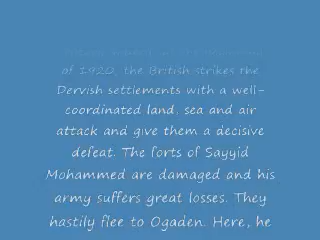 of 1920, the British strikes the
Dervish settlements with a well-
coordinated land, sea and air
attack and give them a decisive
defeat. The forts of Sayyid
Mohammed are damaged and his
army suffers great losses. They
hastily flee to Ogaden. Here, he